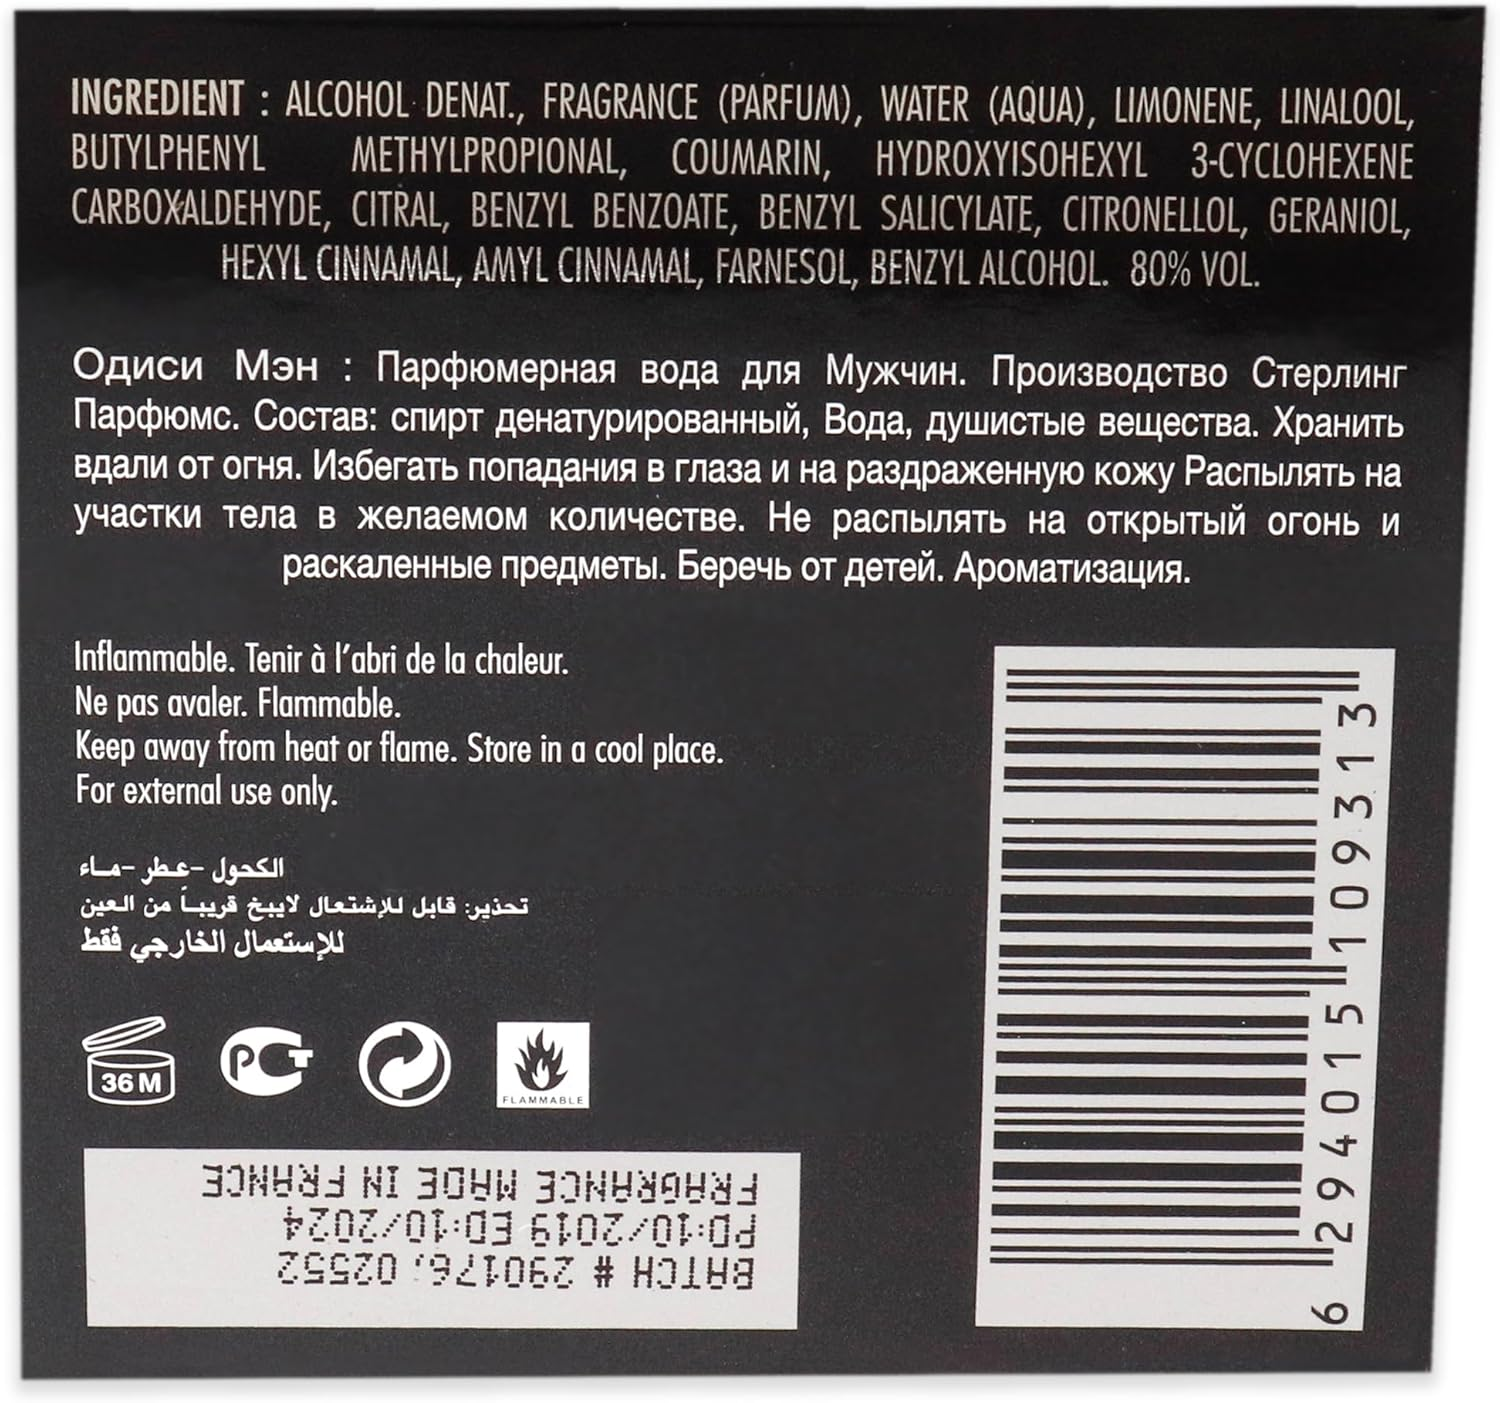 INGREDIENT : ALCOHOL DENAT., FRAGRANCE (PARFUM), WATER (AQUA), LIMONENE, LINALOOL,
BUTYLPHENYL METHYLPROPIONAL, COUMARIN, HYDROXYISOHEXYL 3-CYCLOHEXENE
CARBOXALDEHYDE, CITRAL, BENZYL BENZOATE, BENZYL SALICYLATE, CITRONELLOL, GERANIOL,
HEXYL CINNAMAL, AMYL CINNAMAL, FARNESOL, BENZYL ALCOHOL. 80% VOL.
Одиси Мэн : Парфюмерная вода для Мужчин. Производство Стерлинг
Парфюмс. Состав: спирт денатурированный, Вода, душистые вещества. Хранить
вдали от огня. Избегать попадания в глаза и на раздраженную кожу Распылять на
участки тела в желаемом количестве. Не распылять на открытый огонь и
раскаленные предметы. Беречь от детей. Ароматизация.
Inflammable. Tenir à l'abri de la chaleur.
Ne pas avaler. Flammable.
Keep away from heat or flame. Store in a cool place.
For external use only.
الكحول -عطر -ماء
تحذير: قابل للإشتعال لايبخ قريباً من العين
للإستعمال الخارجي فقط
36 M
РСТ
FLAMMABLE
BATCH # 290176. 02552
PD:10/2019 ED:10/2024
FRAGRANCE MADE IN FRANCE
6 294015 109313